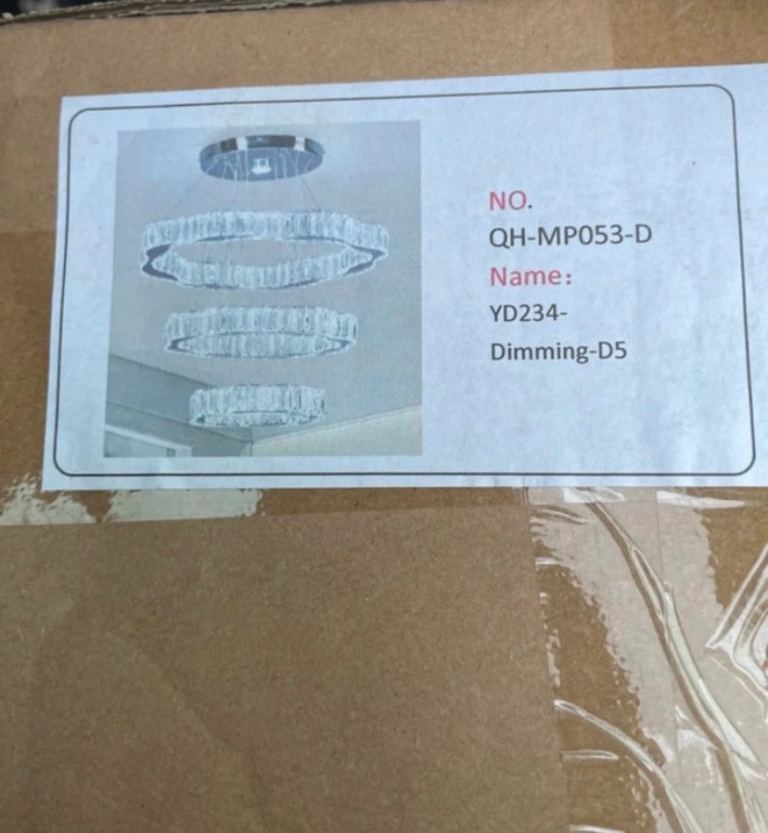 NO.
QH-MP053-D
Name：
YD234-
Dimming-D5